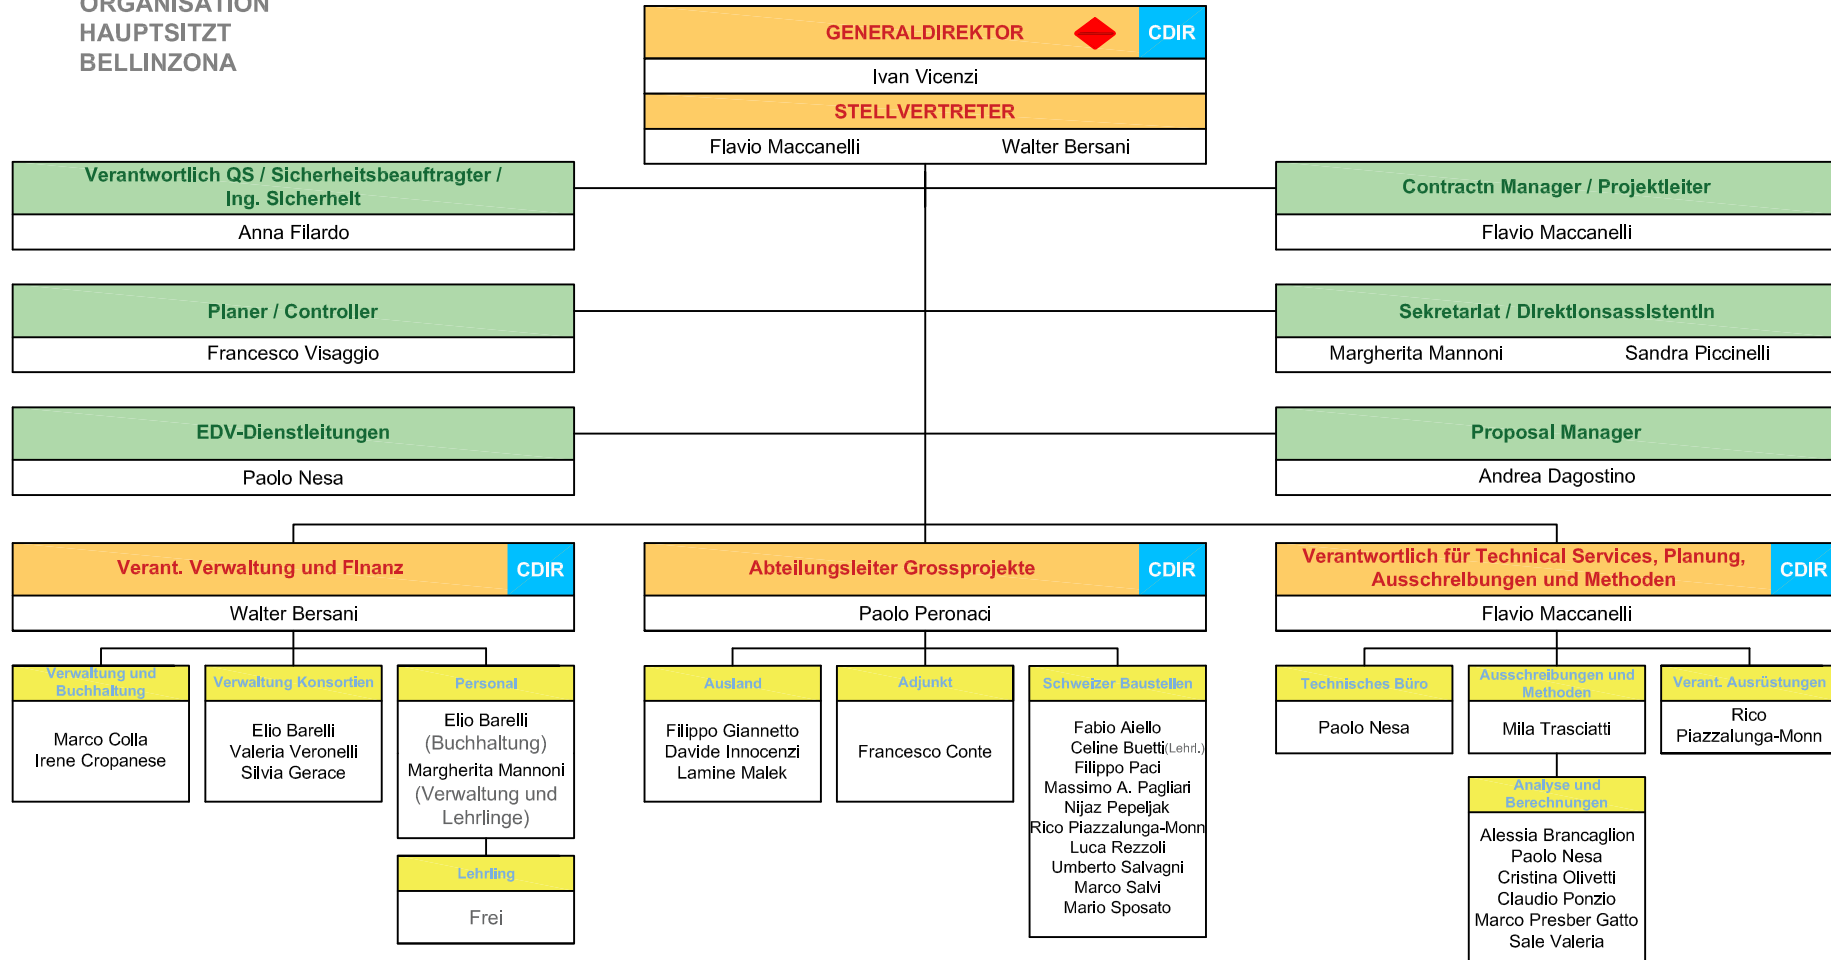 ORGANISATION
HAUPTSITZT
BELLINZONA
GENERALDIREKTOR
CDIR
Ivan Vicenzi
STELLVERTRETER
Flavio Maccanelli
Walter Bersani
Verantwortlich QS / Sicherheitsbeauftragter /
Ing. Sicherheit
Anna Filardo
Contractn Manager / Projektleiter
Flavio Maccanelli
Planer / Controller
Francesco Visaggio
Sekretariat / DirektionsassistentIn
Margherita Mannoni
Sandra Piccinelli
EDV-Dienstleitungen
Paolo Nesa
Proposal Manager
Andrea Dagostino
Verant. Verwaltung und Finanz
CDIR
Walter Bersani
Abteilungsleiter Grossprojekte
CDIR
Paolo Peronaci
Verantwortlich für Technical Services, Planung,
Ausschreibungen und Methoden
CDIR
Flavio Maccanelli
Verwaltung und
Buchhaltung
Marco Colla
Irene Cropanese
Verwaltung Konsortien
Elio Barelli
Valeria Veronelli
Silvia Gerace
Personal
Elio Barelli
(Buchhaltung)
Margherita Mannoni
(Verwaltung und
Lehrlinge)
Lehrling
Frei
Ausland
Filippo Giannetto
Davide Innocenzi
Lamine Malek
Adjunkt
Francesco Conte
Schweizer Baustellen
Fabio Aiello
Celine Buetti(Lehrl.)
Filippo Paci
Massimo A. Pagliari
Nijaz Pepeljak
Rico Piazzalunga-Monn
Luca Rezzoli
Umberto Salvagni
Marco Salvi
Mario Sposato
Technisches Büro
Paolo Nesa
Ausschreibungen und
Methoden
Mila Trasciatti
Verant. Ausrüstungen
Rico
Piazzalunga-Monn
Analyse und
Berechnungen
Alessia Brancaglion
Paolo Nesa
Cristina Olivetti
Claudio Ponzio
Marco Presber Gatto
Sale Valeria